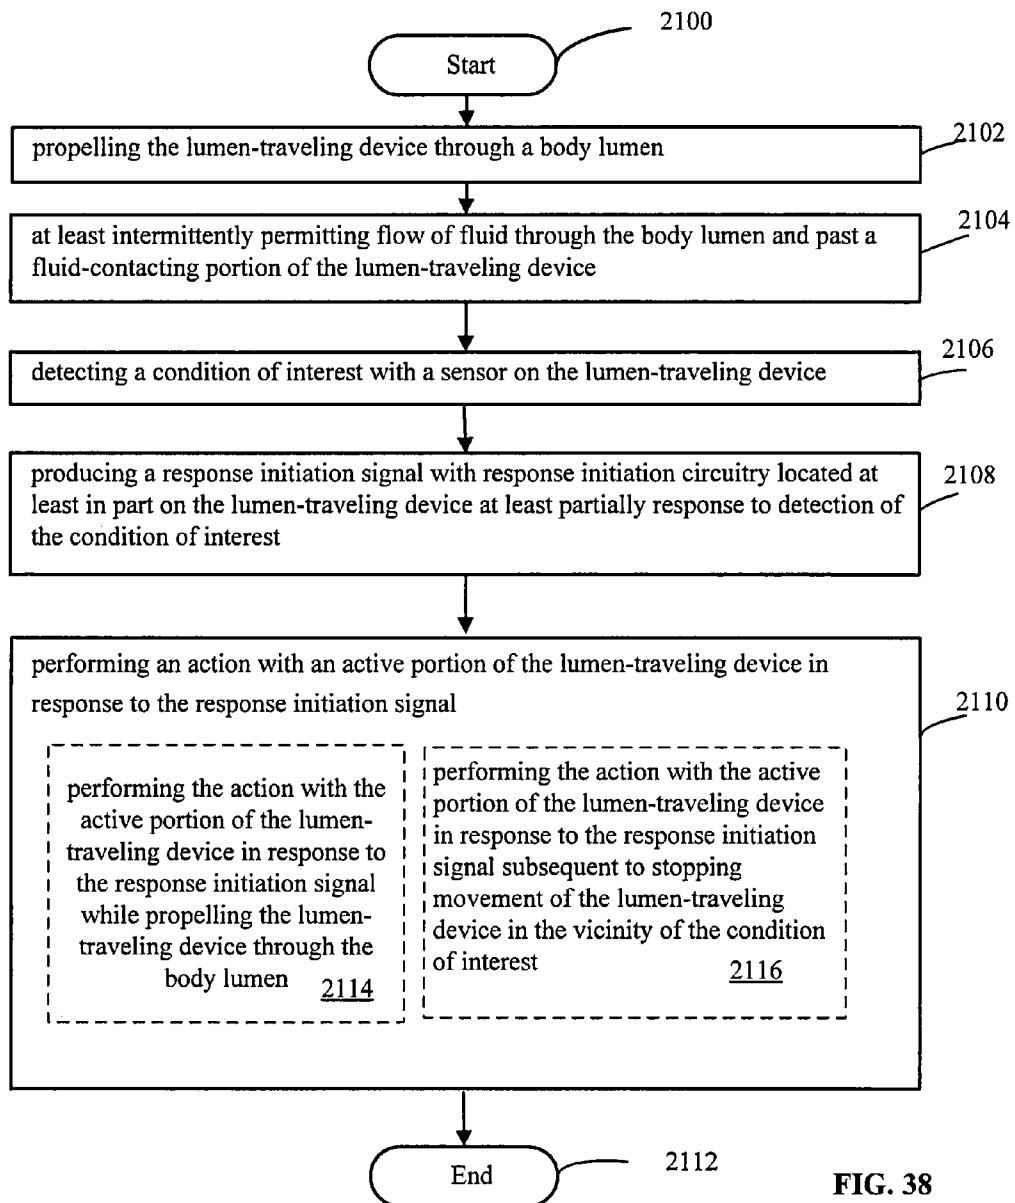 2100
Start
2102
propelling the lumen-traveling device through a body lumen
2104
at least intermittently permitting flow of fluid through the body lumen and past a
fluid-contacting portion of the lumen-traveling device
2106
detecting a condition of interest with a sensor on the lumen-traveling device
2108
producing a response initiation signal with response initiation circuitry located at
least in part on the lumen-traveling device at least partially response to detection of
the condition of interest
2110
performing an action with an active portion of the lumen-traveling device in
response to the response initiation signal
performing the action with the
active portion of the lumen-
traveling device in response to
the response initiation signal
while propelling the lumen-
traveling device through the
body lumen 2114
performing the action with the active
portion of the lumen-traveling device
in response to the response initiation
signal subsequent to stopping
movement of the lumen-traveling
device in the vicinity of the condition
of interest 2116
End
2112
FIG. 38